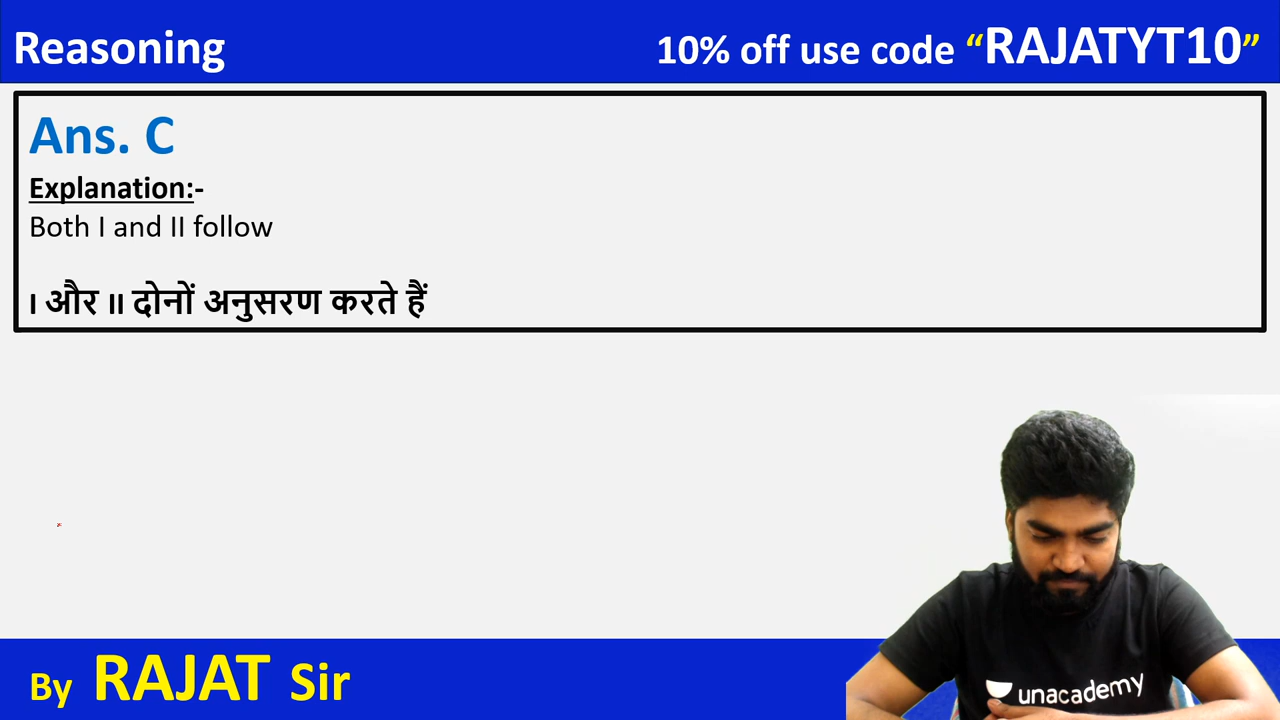 Reasoning
10% off use code “RAJATYT10”
Ans. C
Explanation:-
Both I and II follow
I और II दोनों अनुसरण करते हैं
By RAJAT Sir
unacademy